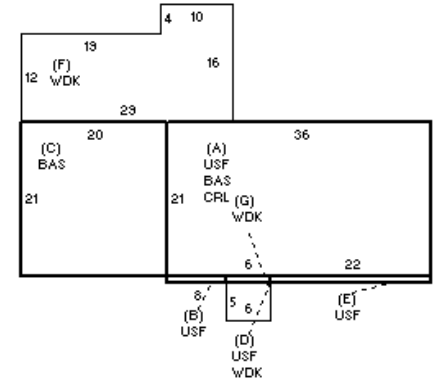 4 10
19
(F)
WDK
12
16
29
20
36
(C)
BAS
(A)
USF
BAS
CRL
21
21
(G)
WDK
6
22
8
5
6
(B)
USF
(E)
USF
(D)
USF
WDK